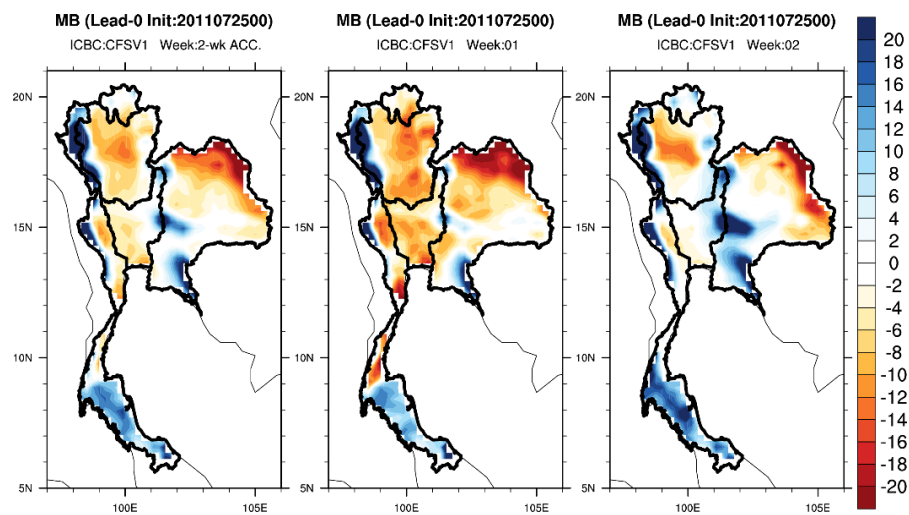 MB (Lead-0 Init:2011072500)
ICBC:CFSV1 Week:2-wk ACC.
20N
15N
10N
5N
100E
105E
MB (Lead-0 Init:2011072500)
ICBC:CFSV1 Week:01
20N
15N
10N
5N
100E
105E
MB (Lead-0 Init:2011072500)
ICBC:CFSV1 Week:02
20N
15N
10N
5N
100E
105E
20
18
16
14
12
10
8
6
4
2
0
-2
-4
-6
-8
-10
-12
-14
-16
-18
-20